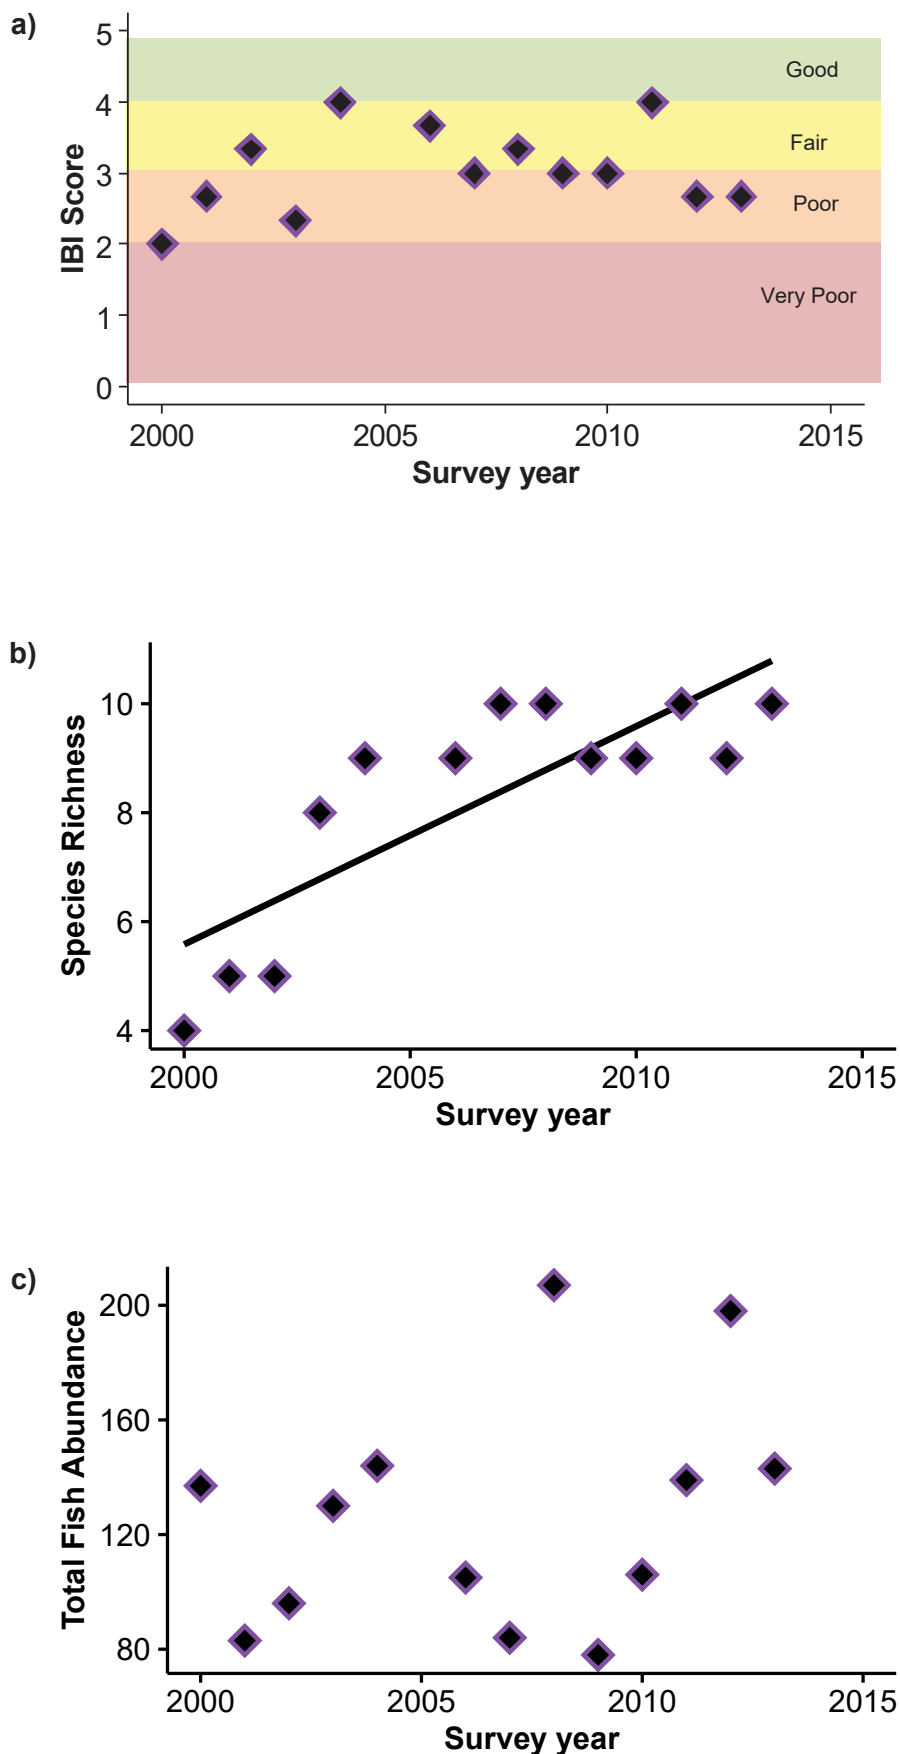 a)
5
4
3
2
1
0
IBI Score
Good
Fair
Poor
Very Poor
2000 2005 2010 2015
Survey year
b)
10
8
6
4
Species Richness
2000 2005 2010 2015
Survey year
c)
200
160
120
80
Total Fish Abundance
2000 2005 2010 2015
Survey year